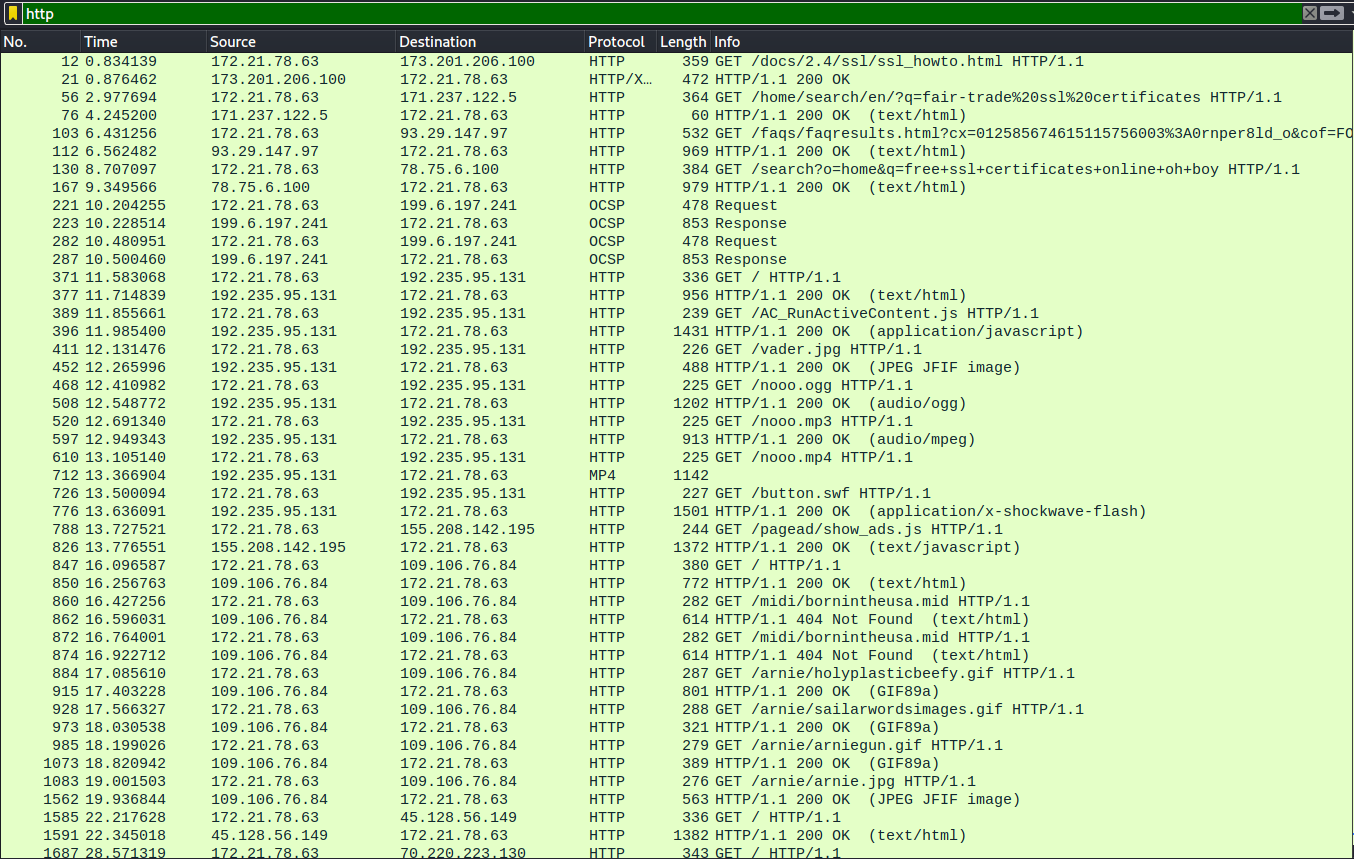 http
No. Time Source Destination Protocol Length Info
12 0.834139 172.21.78.63 173.201.206.100 HTTP 359 GET /docs/2.4/ssl/ssl_howto.html HTTP/1.1
21 0.876462 173.201.206.100 172.21.78.63 HTTP/X… 472 HTTP/1.1 200 OK
56 2.977694 172.21.78.63 171.237.122.5 HTTP 364 GET /home/search/en/?q=fair-trade%20ssl%20certificates HTTP/1.1
76 4.245200 171.237.122.5 172.21.78.63 HTTP 60 HTTP/1.1 200 OK (text/html)
103 6.431256 172.21.78.63 93.29.147.97 HTTP 532 GET /faqs/faqresults.html?cx=012585674615115756003%3A0rnper8ld_o&cof=FO
112 6.562482 93.29.147.97 172.21.78.63 HTTP 969 HTTP/1.1 200 OK (text/html)
130 8.707097 172.21.78.63 78.75.6.100 HTTP 384 GET /search?o=home&q=free+ssl+certificates+online+oh+boy HTTP/1.1
167 9.349566 78.75.6.100 172.21.78.63 HTTP 979 HTTP/1.1 200 OK (text/html)
221 10.204255 172.21.78.63 199.6.197.241 OCSP 478 Request
223 10.228514 199.6.197.241 172.21.78.63 OCSP 853 Response
282 10.480951 172.21.78.63 199.6.197.241 OCSP 478 Request
287 10.500460 199.6.197.241 172.21.78.63 OCSP 853 Response
371 11.583068 172.21.78.63 192.235.95.131 HTTP 336 GET / HTTP/1.1
377 11.714839 192.235.95.131 172.21.78.63 HTTP 956 HTTP/1.1 200 OK (text/html)
389 11.855661 172.21.78.63 192.235.95.131 HTTP 239 GET /AC_RunActiveContent.js HTTP/1.1
396 11.985400 192.235.95.131 172.21.78.63 HTTP 1431 HTTP/1.1 200 OK (application/javascript)
411 12.131476 172.21.78.63 192.235.95.131 HTTP 226 GET /vader.jpg HTTP/1.1
452 12.265996 192.235.95.131 172.21.78.63 HTTP 488 HTTP/1.1 200 OK (JPEG JFIF image)
468 12.410982 172.21.78.63 192.235.95.131 HTTP 225 GET /nooo.ogg HTTP/1.1
508 12.548772 192.235.95.131 172.21.78.63 HTTP 1202 HTTP/1.1 200 OK (audio/ogg)
520 12.691340 172.21.78.63 192.235.95.131 HTTP 225 GET /nooo.mp3 HTTP/1.1
597 12.949343 192.235.95.131 172.21.78.63 HTTP 913 HTTP/1.1 200 OK (audio/mpeg)
610 13.105140 172.21.78.63 192.235.95.131 HTTP 225 GET /nooo.mp4 HTTP/1.1
712 13.366904 192.235.95.131 172.21.78.63 MP4 1142
726 13.500094 172.21.78.63 192.235.95.131 HTTP 227 GET /button.swf HTTP/1.1
776 13.636091 192.235.95.131 172.21.78.63 HTTP 1501 HTTP/1.1 200 OK (application/x-shockwave-flash)
788 13.727521 172.21.78.63 155.208.142.195 HTTP 244 GET /pagead/show_ads.js HTTP/1.1
826 13.776551 155.208.142.195 172.21.78.63 HTTP 1372 HTTP/1.1 200 OK (text/javascript)
847 16.096587 172.21.78.63 109.106.76.84 HTTP 380 GET / HTTP/1.1
850 16.256763 109.106.76.84 172.21.78.63 HTTP 772 HTTP/1.1 200 OK (text/html)
860 16.427256 172.21.78.63 109.106.76.84 HTTP 282 GET /midi/bornintheusa.mid HTTP/1.1
862 16.596031 109.106.76.84 172.21.78.63 HTTP 614 HTTP/1.1 404 Not Found (text/html)
872 16.764001 172.21.78.63 109.106.76.84 HTTP 282 GET /midi/bornintheusa.mid HTTP/1.1
874 16.922712 109.106.76.84 172.21.78.63 HTTP 614 HTTP/1.1 404 Not Found (text/html)
884 17.085610 172.21.78.63 109.106.76.84 HTTP 287 GET /arnie/holyplasticbeefy.gif HTTP/1.1
915 17.403228 109.106.76.84 172.21.78.63 HTTP 801 HTTP/1.1 200 OK (GIF89a)
928 17.566327 172.21.78.63 109.106.76.84 HTTP 288 GET /arnie/sailarwordsimages.gif HTTP/1.1
973 18.030538 109.106.76.84 172.21.78.63 HTTP 321 HTTP/1.1 200 OK (GIF89a)
985 18.199026 172.21.78.63 109.106.76.84 HTTP 279 GET /arnie/arniegun.gif HTTP/1.1
1073 18.820942 109.106.76.84 172.21.78.63 HTTP 389 HTTP/1.1 200 OK (GIF89a)
1083 19.001503 172.21.78.63 109.106.76.84 HTTP 276 GET /arnie/arnie.jpg HTTP/1.1
1562 19.936844 109.106.76.84 172.21.78.63 HTTP 563 HTTP/1.1 200 OK (JPEG JFIF image)
1585 22.217628 172.21.78.63 45.128.56.149 HTTP 336 GET / HTTP/1.1
1591 22.345018 45.128.56.149 172.21.78.63 HTTP 1382 HTTP/1.1 200 OK (text/html)
1687 28.571319 172.21.78.63 70.220.223.130 HTTP 343 GET / HTTP/1.1